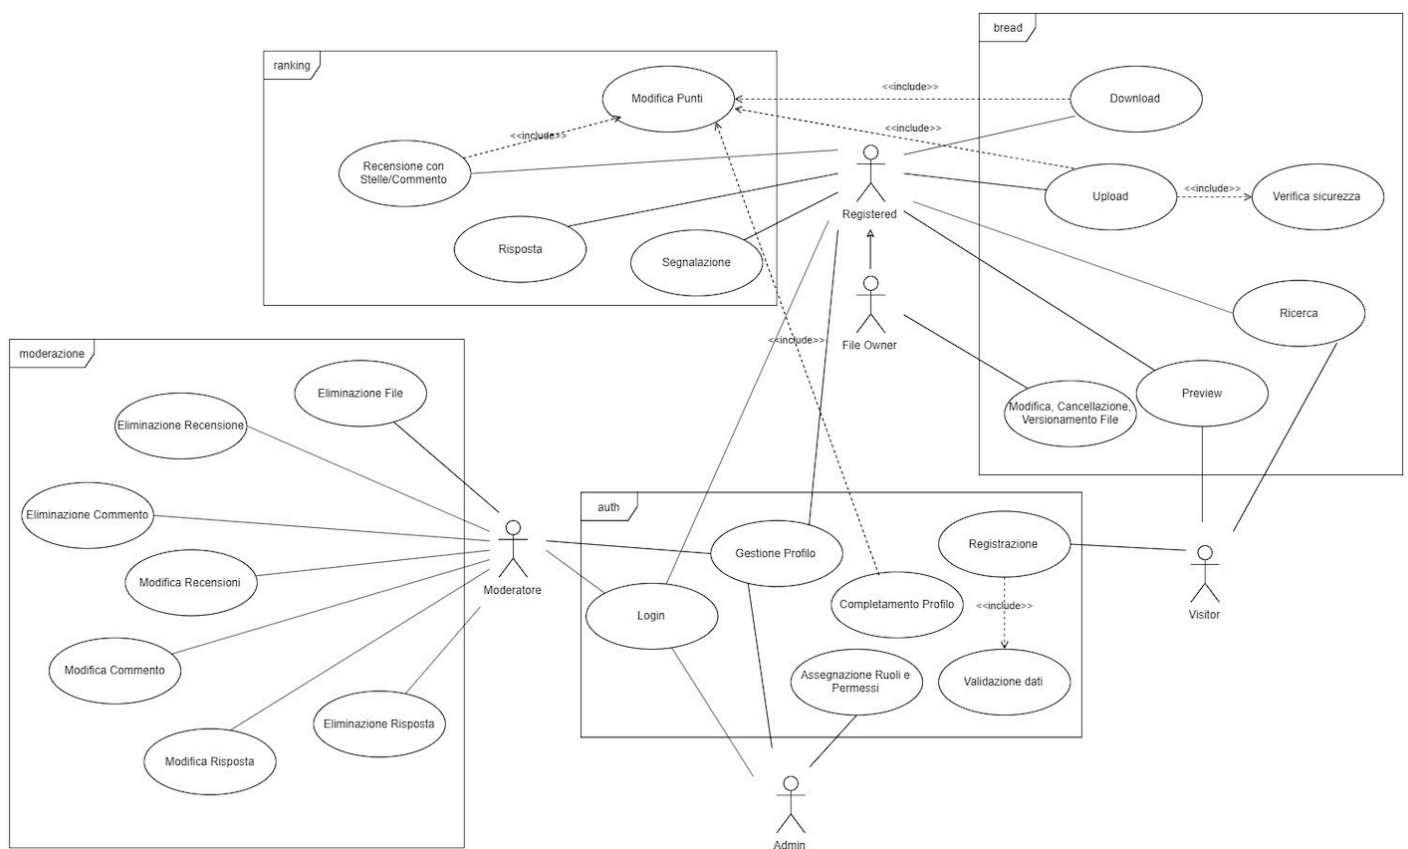 bread
ranking
Modifica Punti
<<include>>
Download
<<include>>
<<include>>
Recensione con
Stelle/Commento
Registered
Upload
<<include>>
Verifica sicurezza
Risposta
Segnalazione
Ricerca
File Owner
<<include>>
moderazione
Eliminazione File
Eliminazione Recensione
Preview
Modifica, Cancellazione,
Versionamento File
auth
Eliminazione Commento
Gestione Profilo
Registrazione
Modifica Recensioni
Moderatore
Login
Completamento Profilo
<<include>>
Visitor
Modifica Commento
Assegnazione Ruoli e
Permessi
Validazione dati
Eliminazione Risposta
Modifica Risposta
Admin